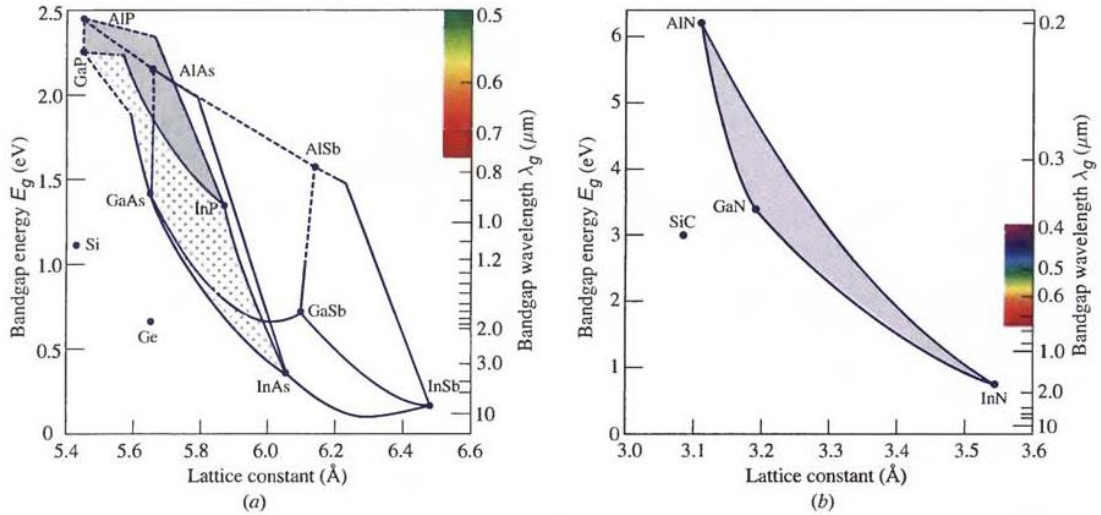 2.5
2.0
1.5
1.0
0.5
0
Bandgap energy Eg (eV)
AlP
GaP
AlAs
AlSb
GaAs
InP
Si
Ge
GaSb
InAs
InSb
0.5
0.6
0.7
0.8
0.9
1.0
1.2
2.0
3.0
10
Bandgap wavelength λg (μm)
5.4 5.6 5.8 6.0 6.2 6.4 6.6
Lattice constant (Å)
(a)
6
5
4
3
2
1
0
Bandgap energy Eg (eV)
AlN
GaN
SiC
InN
0.2
0.3
0.4
0.5
0.6
1.0
2.0
10
Bandgap wavelength λg (μm)
3.0 3.1 3.2 3.3 3.4 3.5 3.6
Lattice constant (Å)
(b)